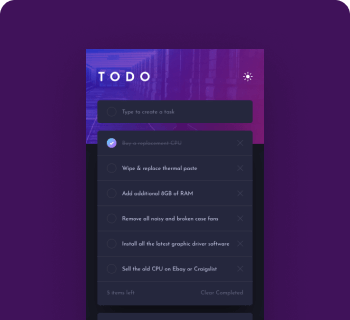 TODO
Type to create a task
Buy a replacement CPU
Wipe & replace thermal paste
Add additional 8GB of RAM
Remove all noisy and broken case fans
Install all the latest graphic driver software
Sell the old CPU on Ebay or Craigslist
5 items left Clear Completed